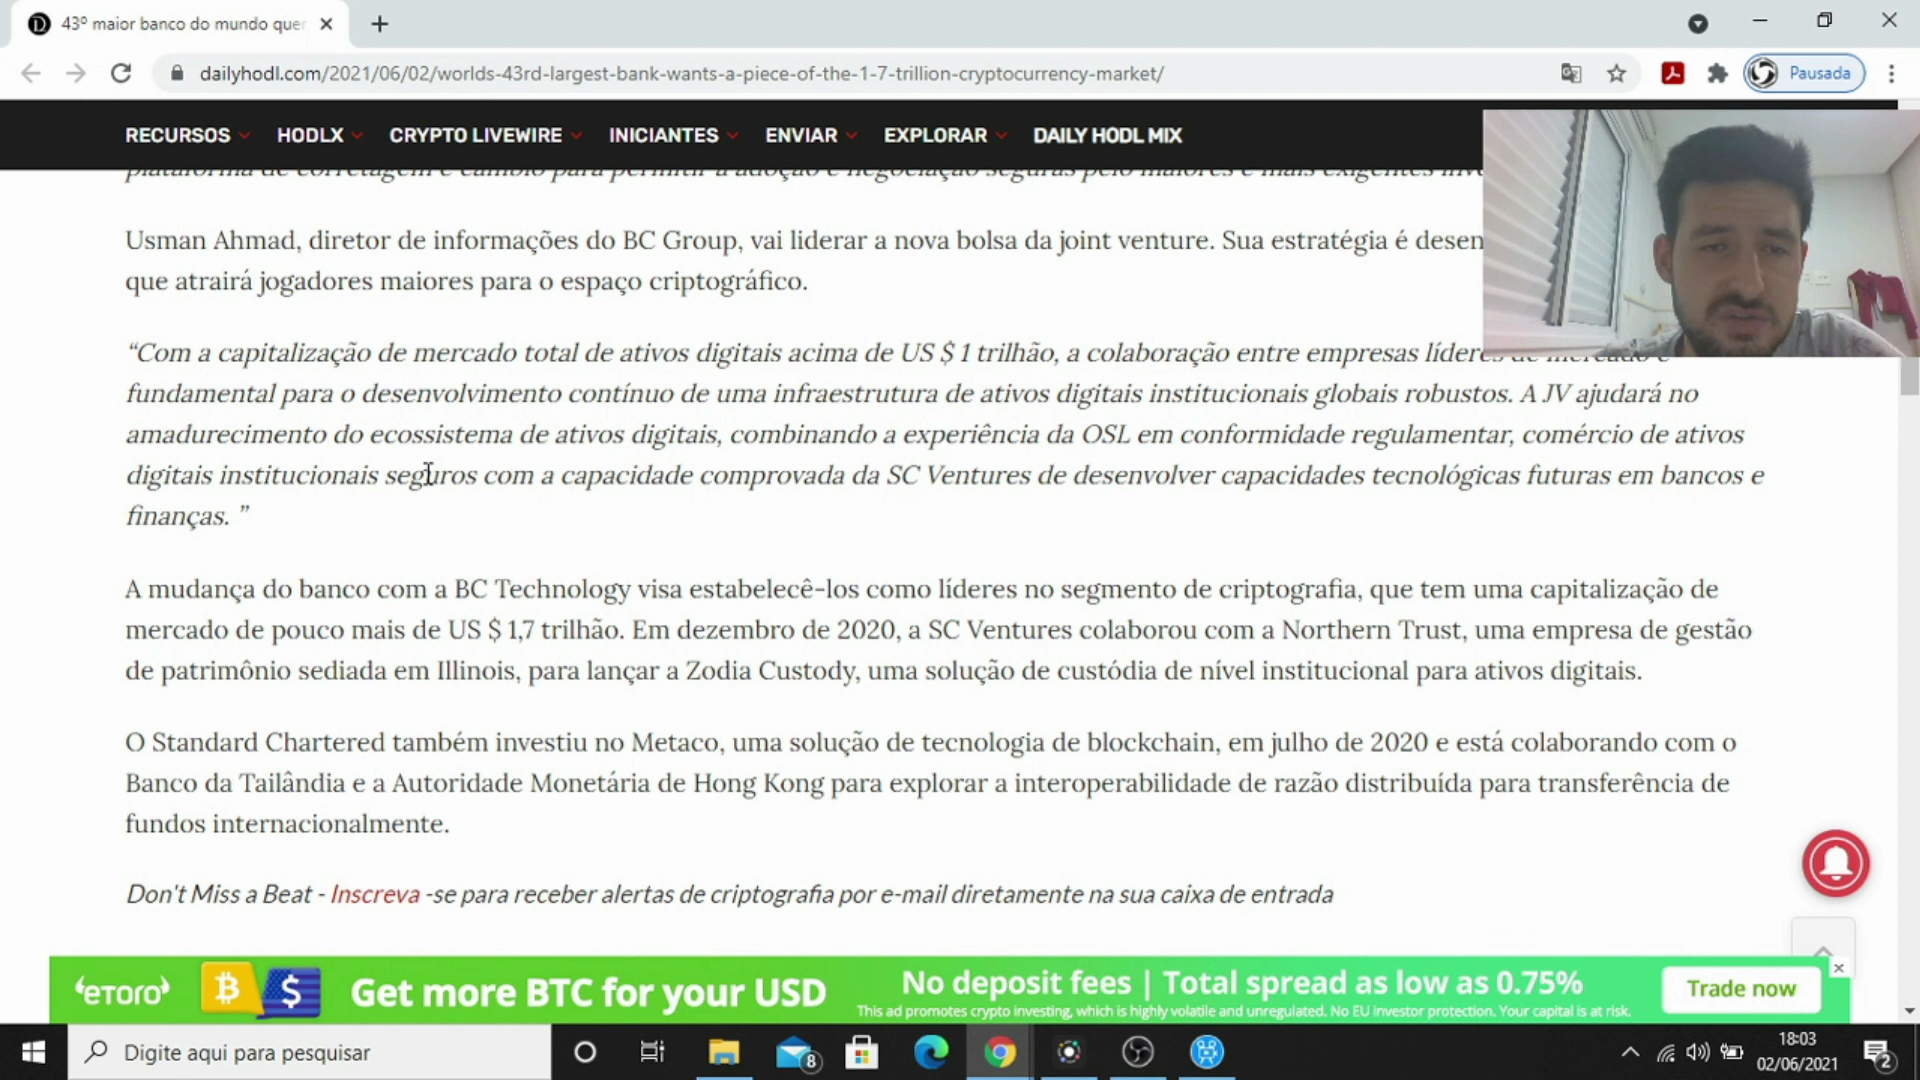 43º maior banco do mundo quer
dailyhodl.com/2021/06/02/worlds-43rd-largest-bank-wants-a-piece-of-the-1-7-trillion-cryptocurrency-market/
Pausada
RECURSOS HODLX CRYPTO LIVEWIRE INICIANTES ENVIAR EXPLORAR DAILY HODL MIX
plataforma de corretagem e câmbio para permitir a adoção e negociação seguras pelo maiores e mais exigentes
Usman Ahmad, diretor de informações do BC Group, vai liderar a nova bolsa da joint venture. Sua estratégia é desen
que atrairá jogadores maiores para o espaço criptográfico.
“Com a capitalização de mercado total de ativos digitais acima de US $ 1 trilhão, a colaboração entre empresas líderes de mercado é
fundamental para o desenvolvimento contínuo de uma infraestrutura de ativos digitais institucionais globais robustos. A JV ajudará no
amadurecimento do ecossistema de ativos digitais, combinando a experiência da OSL em conformidade regulamentar, comércio de ativos
digitais institucionais seguros com a capacidade comprovada da SC Ventures de desenvolver capacidades tecnológicas futuras em bancos e
finanças. ”
A mudança do banco com a BC Technology visa estabelecê-los como líderes no segmento de criptografia, que tem uma capitalização de
mercado de pouco mais de US $ 1,7 trilhão. Em dezembro de 2020, a SC Ventures colaborou com a Northern Trust, uma empresa de gestão
de patrimônio sediada em Illinois, para lançar a Zodia Custody, uma solução de custódia de nível institucional para ativos digitais.
O Standard Chartered também investiu no Metaco, uma solução de tecnologia de blockchain, em julho de 2020 e está colaborando com o
Banco da Tailândia e a Autoridade Monetária de Hong Kong para explorar a interoperabilidade de razão distribuída para transferência de
fundos internacionalmente.
Don't Miss a Beat - Inscreva -se para receber alertas de criptografia por e-mail diretamente na sua caixa de entrada
eTORO
Get more BTC for your USD
No deposit fees | Total spread as low as 0.75%
This ad promotes crypto investing, which is highly volatile and unregulated. No EU investor protection. Your capital is at risk.
Trade now
Digite aqui para pesquisar
8
18:03
02/06/2021
2